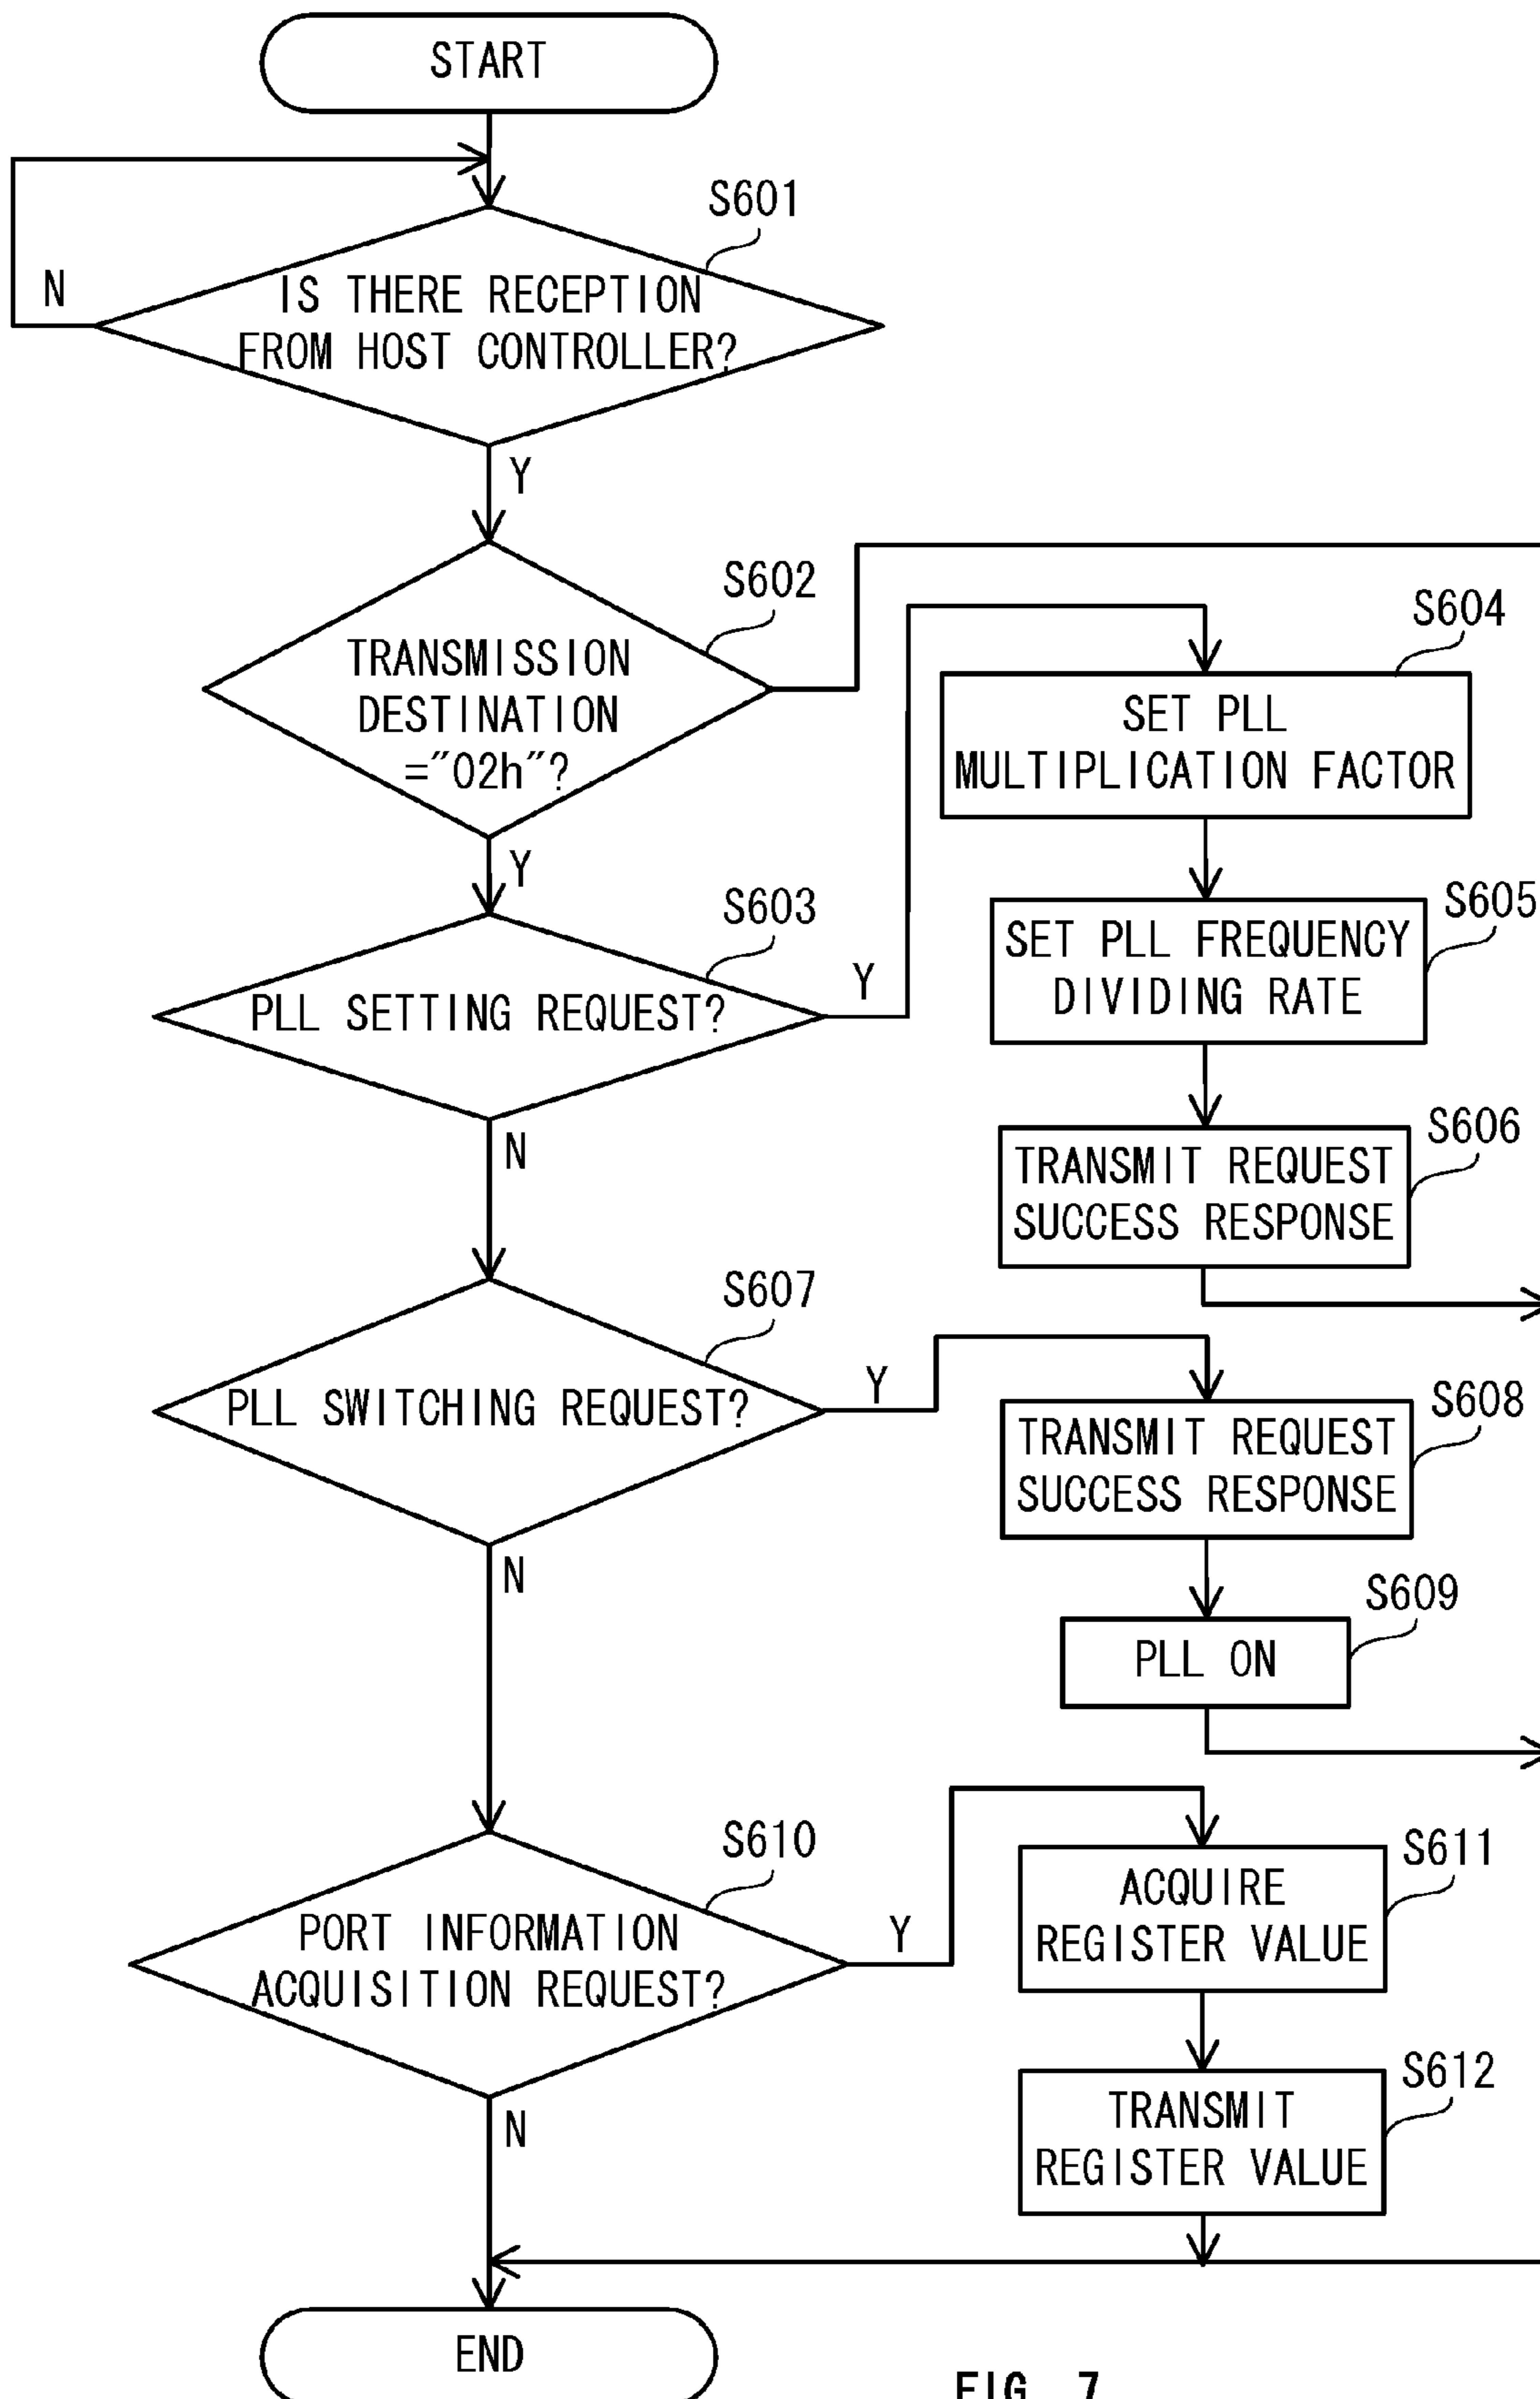 START
S601
N
IS THERE RECEPTION
FROM HOST CONTROLLER?
Y
S602
TRANSMISSION
DESTINATION
="02h"?
S604
SET PLL
MULTIPLICATION FACTOR
Y
S603
PLL SETTING REQUEST?
Y
S605
SET PLL FREQUENCY
DIVIDING RATE
N
S606
TRANSMIT REQUEST
SUCCESS RESPONSE
S607
PLL SWITCHING REQUEST?
Y
S608
TRANSMIT REQUEST
SUCCESS RESPONSE
N
S609
PLL ON
S610
PORT INFORMATION
ACQUISITION REQUEST?
Y
S611
ACQUIRE
REGISTER VALUE
N
S612
TRANSMIT
REGISTER VALUE
END
FIG. 7